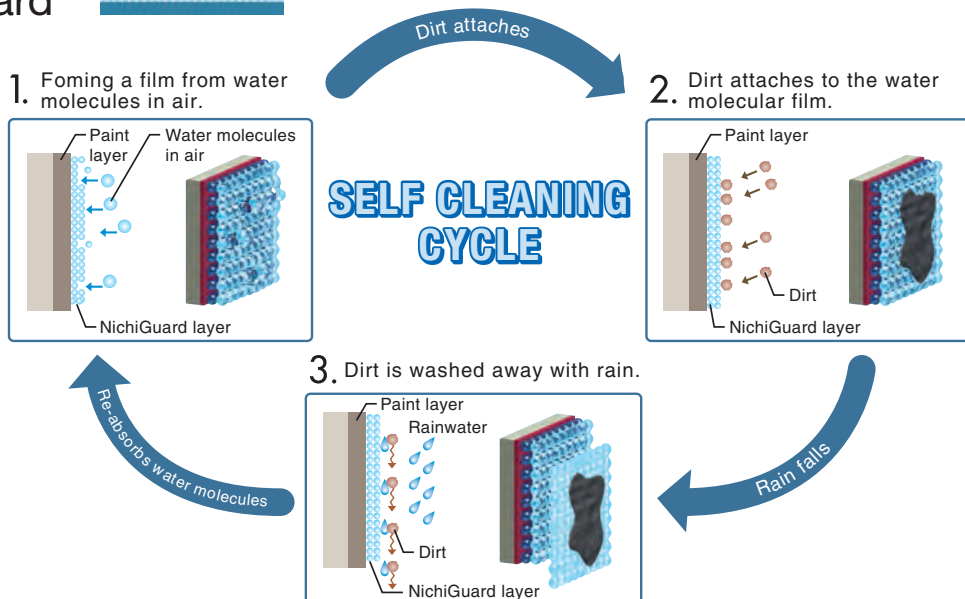 ard
Dirt attaches
1. Foming a film from water
molecules in air.
Paint
layer
Water molecules
in air
NichiGuard layer
SELF CLEANING
CYCLE
2. Dirt attaches to the water
molecular film.
Paint layer
Dirt
NichiGuard layer
Rain falls
3. Dirt is washed away with rain.
Paint layer
Rainwater
Dirt
NichiGuard layer
Re-absorbs water molecules